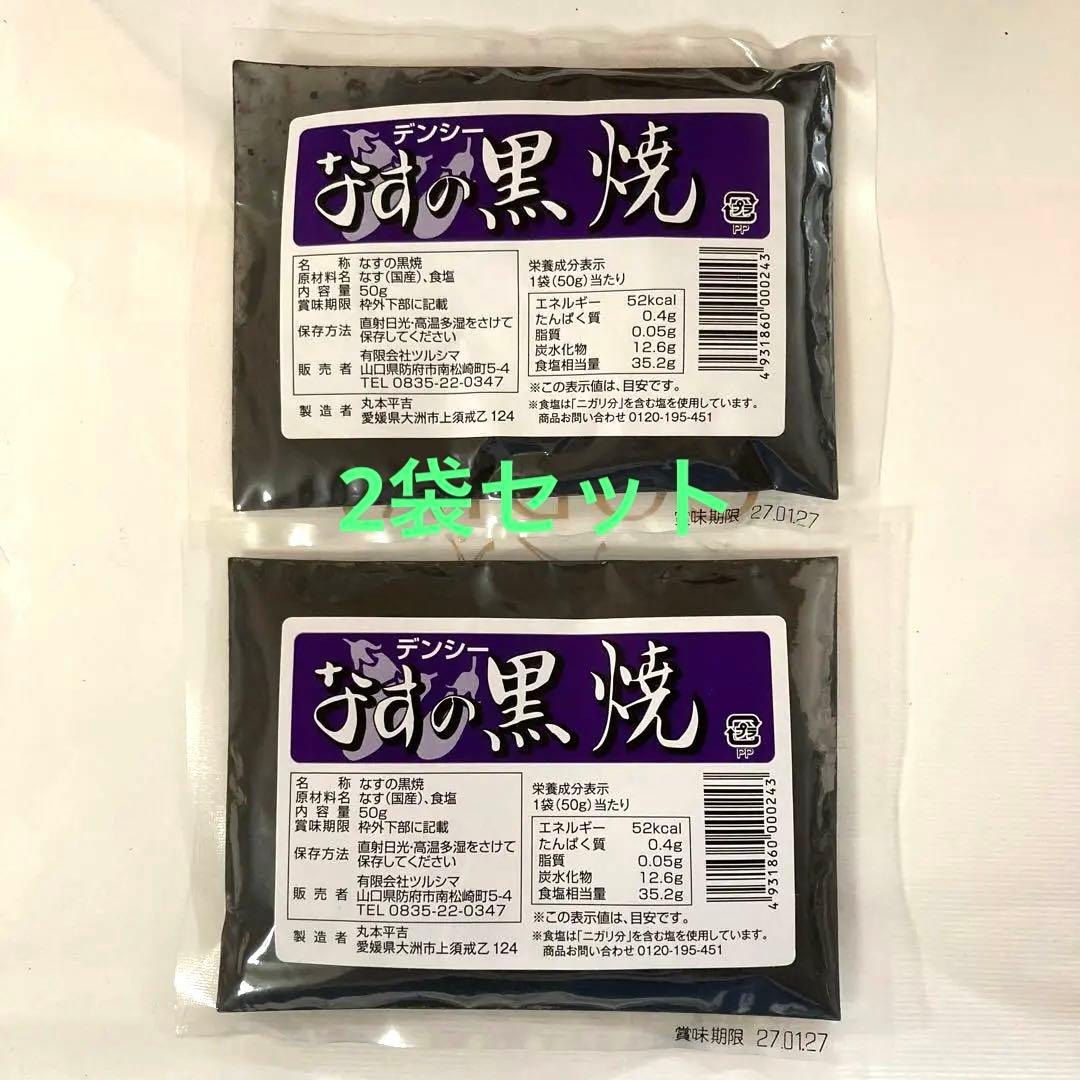 デンシー
なすの黒焼
プラ
PP
名称 なすの黒焼
原材料名 なす(国産)、食塩
内容量 50g
賞味期限 枠外下部に記載
保存方法 直射日光・高温多湿をさけて
保存してください
販売者 有限会社ツルシマ
山口県防府市南松崎町5-4
TEL 0835-22-0347
製造者 丸本平吉
愛媛県大洲市上須戒乙124
栄養成分表示
1袋(50g)当たり
エネルギー 52kcal
たんぱく質 0.4g
脂質 0.05g
炭水化物 12.6g
食塩相当量 35.2g
※この表示値は、目安です。
※食塩は「ニガリ分」を含む塩を使用しています。
商品お問い合わせ 0120-195-451
4931860000243
2袋セット
賞味期限 27.01.27
デンシー
なすの黒焼
プラ
PP
名称 なすの黒焼
原材料名 なす(国産)、食塩
内容量 50g
賞味期限 枠外下部に記載
保存方法 直射日光・高温多湿をさけて
保存してください
販売者 有限会社ツルシマ
山口県防府市南松崎町5-4
TEL 0835-22-0347
製造者 丸本平吉
愛媛県大洲市上須戒乙124
栄養成分表示
1袋(50g)当たり
エネルギー 52kcal
たんぱく質 0.4g
脂質 0.05g
炭水化物 12.6g
食塩相当量 35.2g
※この表示値は、目安です。
※食塩は「ニガリ分」を含む塩を使用しています。
商品お問い合わせ 0120-195-451
4931860000243
賞味期限 27.01.27